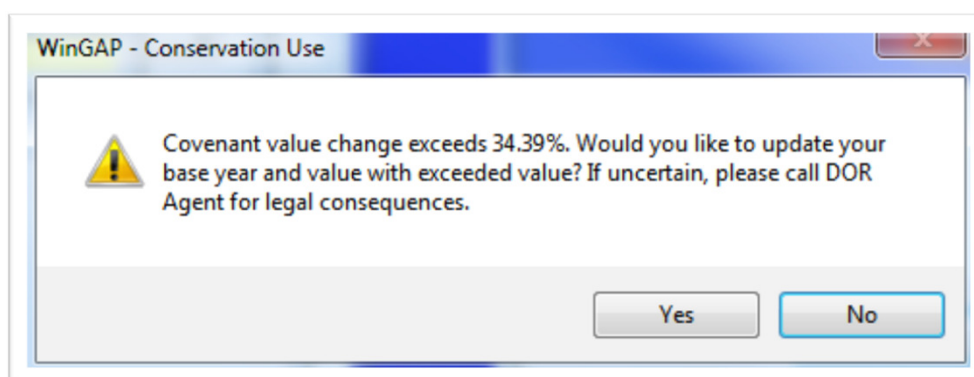 WinGAP - Conservation Use
Covenant value change exceeds 34.39%. Would you like to update your
base year and value with exceeded value? If uncertain, please call DOR
Agent for legal consequences.
Yes
No